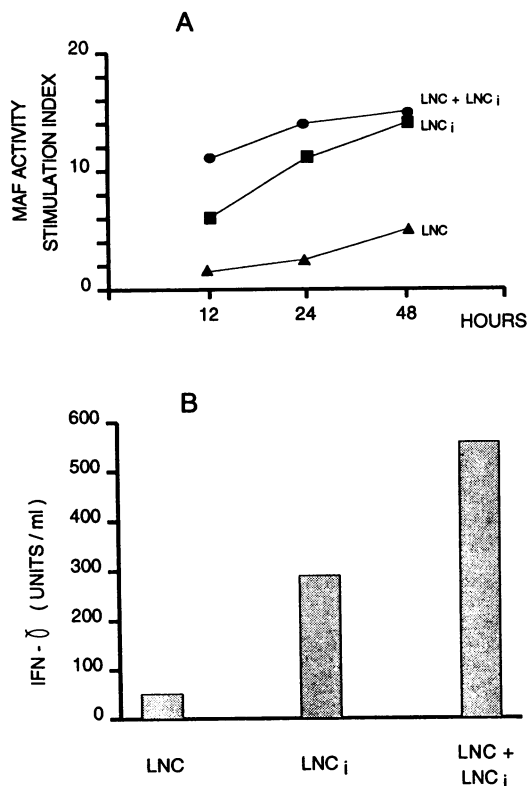 A
MAF ACTIVITY
STIMULATION INDEX
20
10
0
LNC + LNC i
LNC i
LNC
12
24
48
HOURS
B
IFN - ɣ ( UNITS / ml )
600
500
400
300
200
100
0
LNC
LNC i
LNC +
LNC i